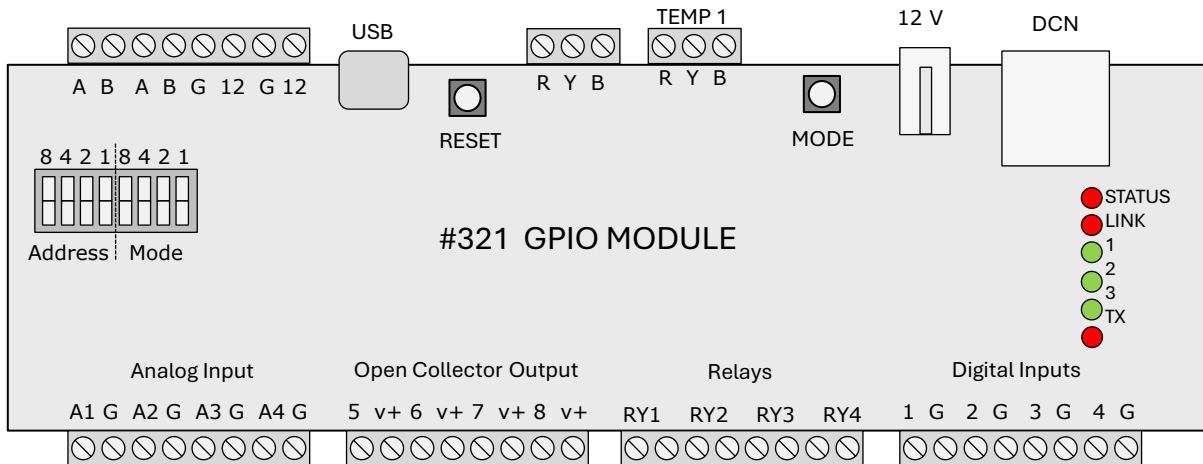 USB
TEMP 1
12 V
DCN
A B A B G 12 G 12
R Y B
R Y B
RESET
MODE
8 4 2 1 8 4 2 1
Address Mode
#321 GPIO MODULE
STATUS
LINK
1
2
3
TX
Analog Input
Open Collector Output
Relays
Digital Inputs
A1 G A2 G A3 G A4 G
5 v+ 6 v+ 7 v+ 8 v+
RY1 RY2 RY3 RY4
1 G 2 G 3 G 4 G